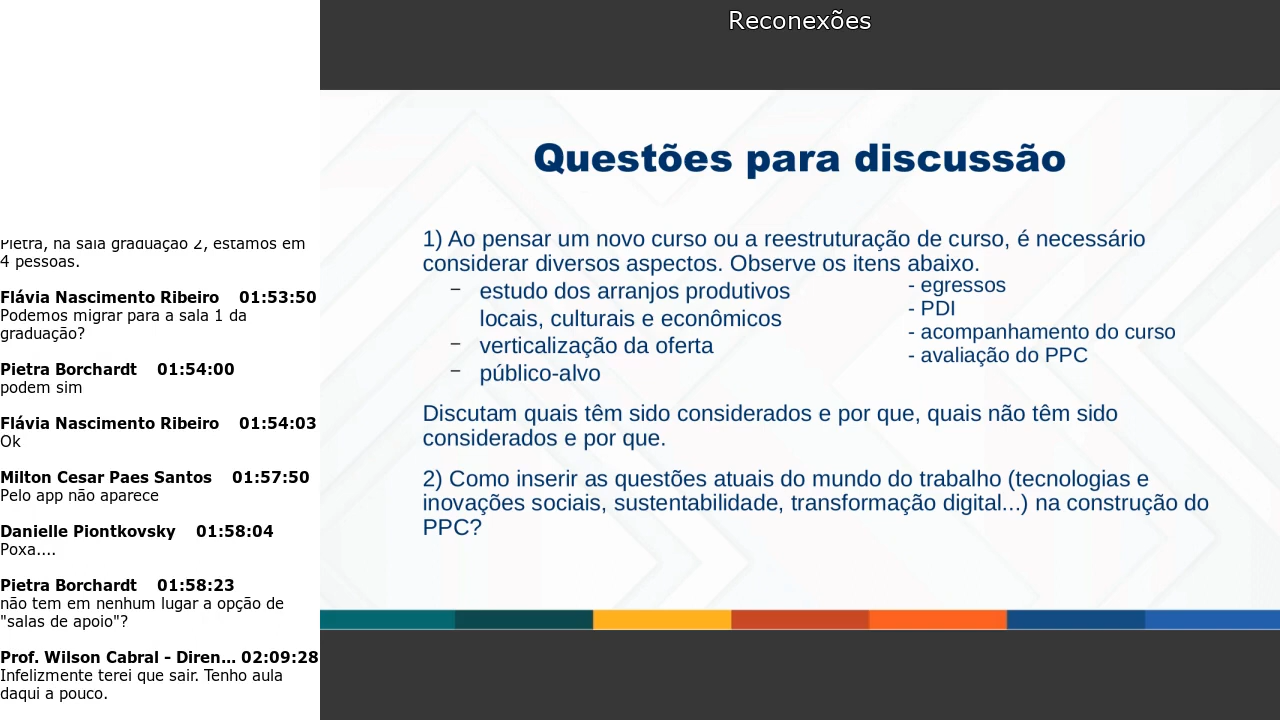 Reconexões
Pietra, na sala graduação 2, estamos em
4 pessoas.
Flávia Nascimento Ribeiro 01:53:50
Podemos migrar para a sala 1 da
graduação?
Pietra Borchardt 01:54:00
podem sim
Flávia Nascimento Ribeiro 01:54:03
Ok
Milton Cesar Paes Santos 01:57:50
Pelo app não aparece
Danielle Piontkovsky 01:58:04
Poxa....
Pietra Borchardt 01:58:23
não tem em nenhum lugar a opção de
"salas de apoio"?
Prof. Wilson Cabral - Diren... 02:09:28
Infelizmente terei que sair. Tenho aula
daqui a pouco.
Questões para discussão
1) Ao pensar um novo curso ou a reestruturação de curso, é necessário
considerar diversos aspectos. Observe os itens abaixo.
– estudo dos arranjos produtivos
locais, culturais e econômicos
– verticalização da oferta
– público-alvo
- egressos
- PDI
- acompanhamento do curso
- avaliação do PPC
Discutam quais têm sido considerados e por que, quais não têm sido
considerados e por que.
2) Como inserir as questões atuais do mundo do trabalho (tecnologias e
inovações sociais, sustentabilidade, transformação digital...) na construção do
PPC?